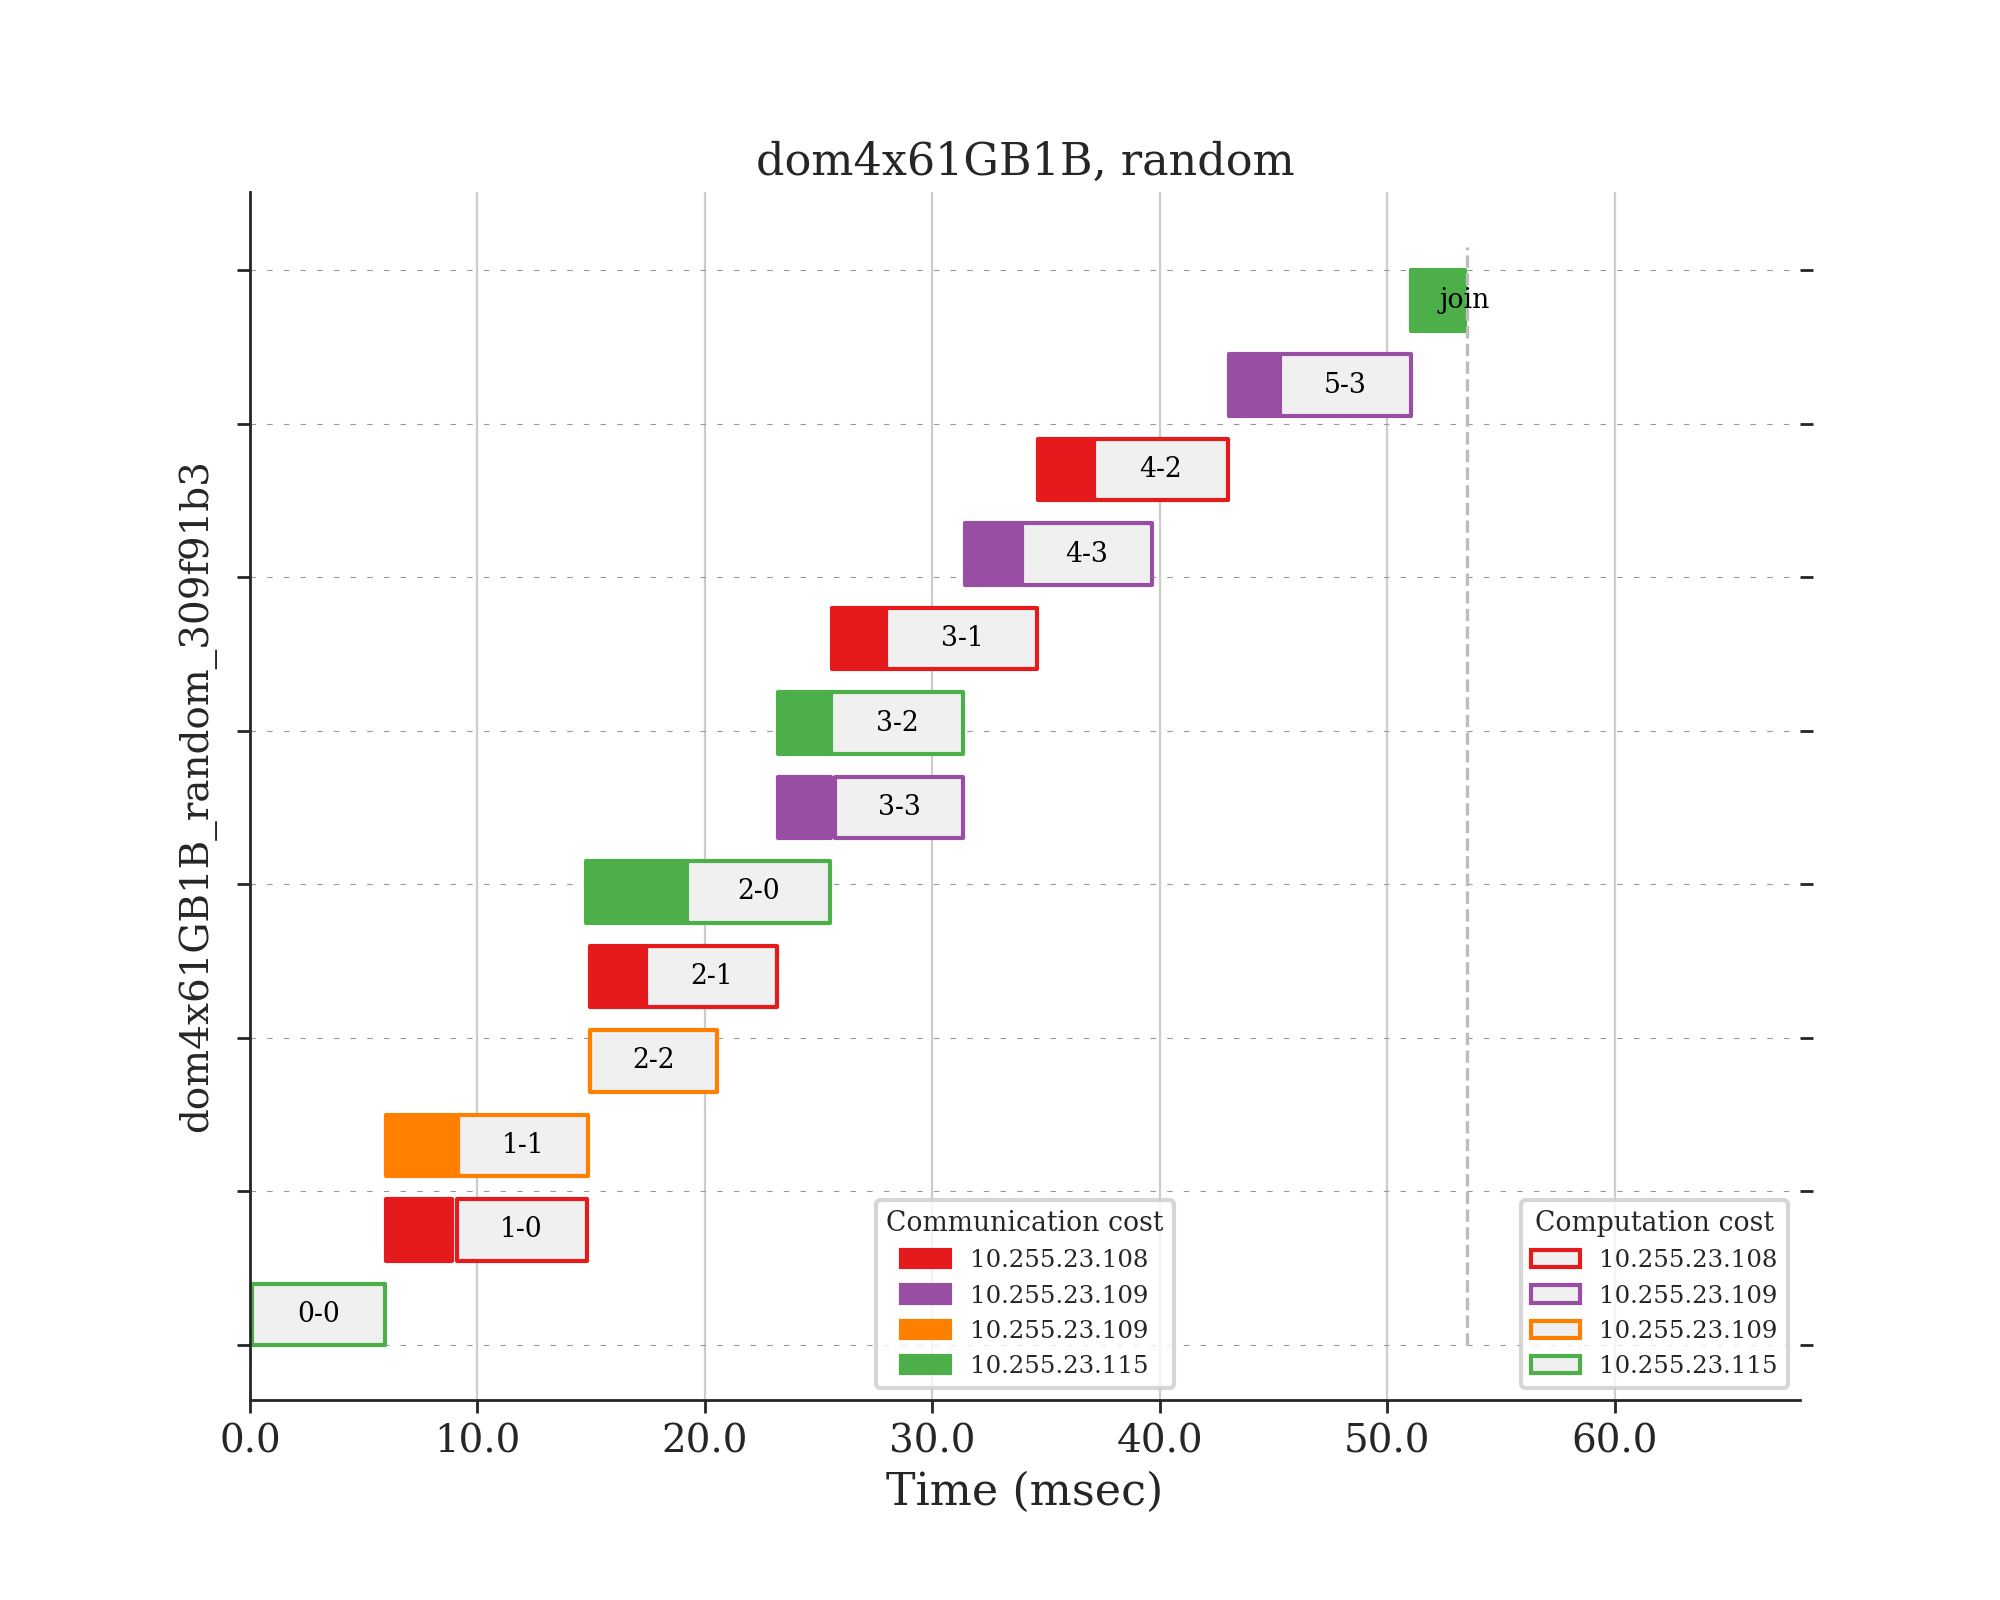 dom4x61GB1B, random
dom4x61GB1B_random_309f91b3
join
5-3
4-2
4-3
3-1
3-2
3-3
2-0
2-1
2-2
1-1
1-0
0-0
Communication cost
10.255.23.108
10.255.23.109
10.255.23.109
10.255.23.115
Computation cost
10.255.23.108
10.255.23.109
10.255.23.109
10.255.23.115
0.0 10.0 20.0 30.0 40.0 50.0 60.0
Time (msec)